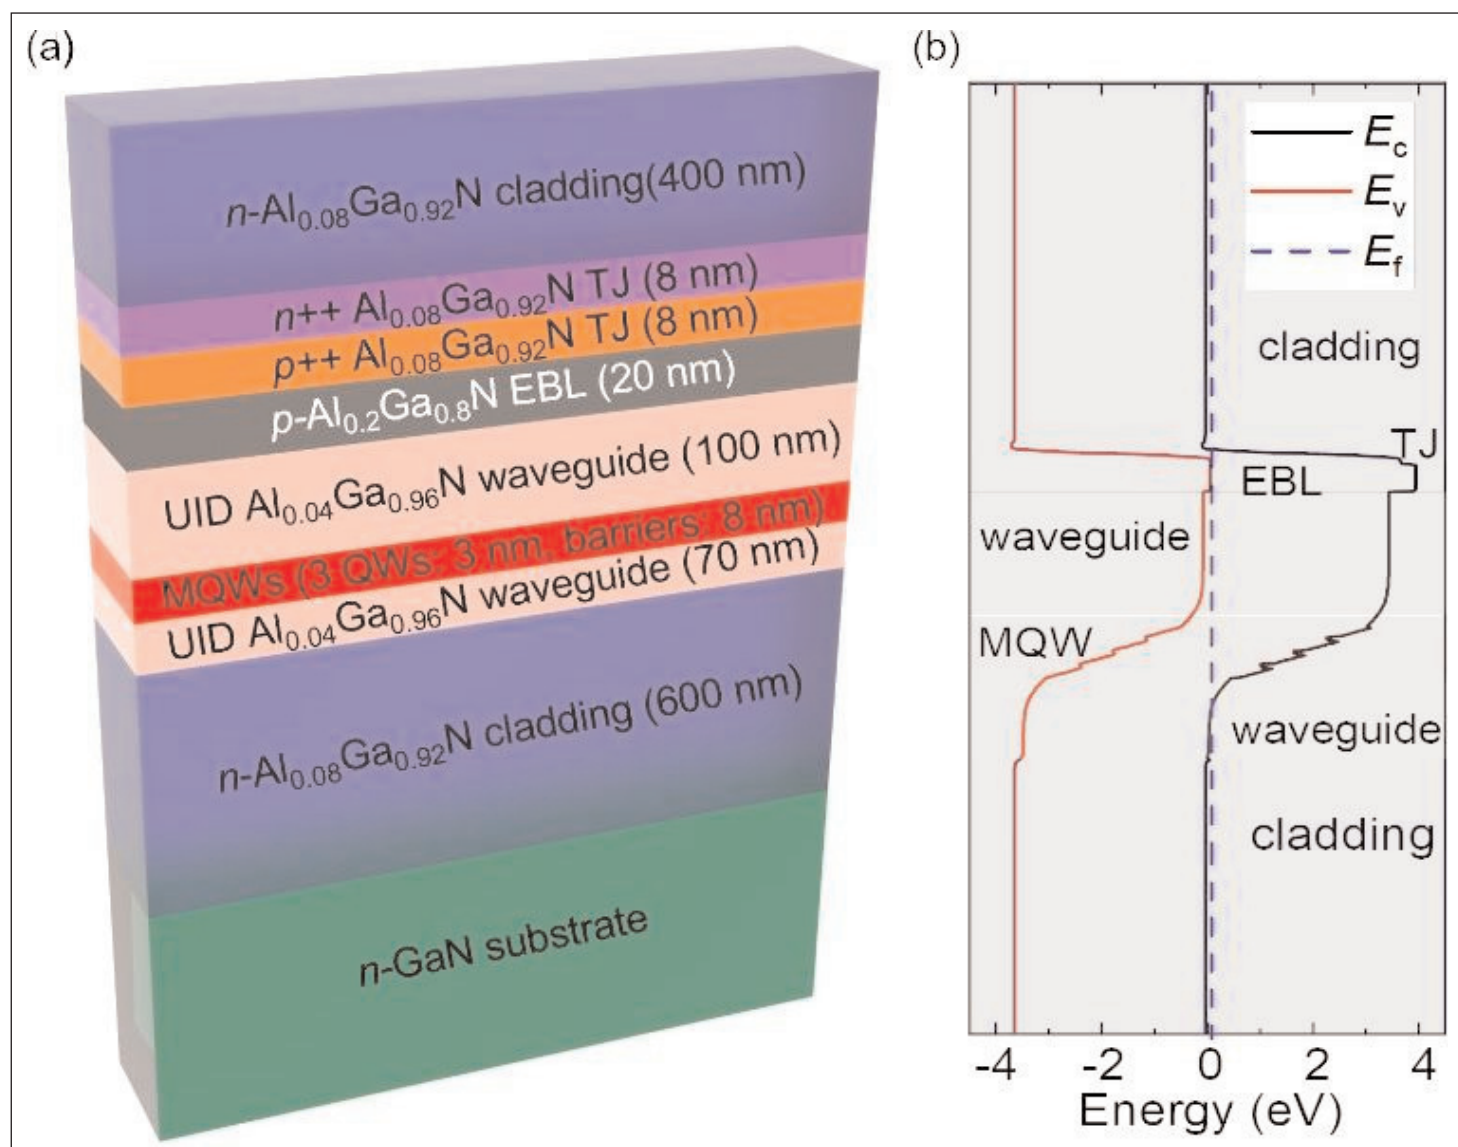 (a)
n-Al0.08Ga0.92N cladding(400 nm)
n++ Al0.08Ga0.92N TJ (8 nm)
p++ Al0.08Ga0.92N TJ (8 nm)
p-Al0.2Ga0.8N EBL (20 nm)
UID Al0.04Ga0.96N waveguide (100 nm)
MQWs (3 QWs: 3 nm, barriers: 8 nm)
UID Al0.04Ga0.96N waveguide (70 nm)
n-Al0.08Ga0.92N cladding (600 nm)
n-GaN substrate
(b)
Ec
Ev
Ef
cladding
TJ
EBL
waveguide
MQW
waveguide
cladding
-4 -2 0 2 4
Energy (eV)